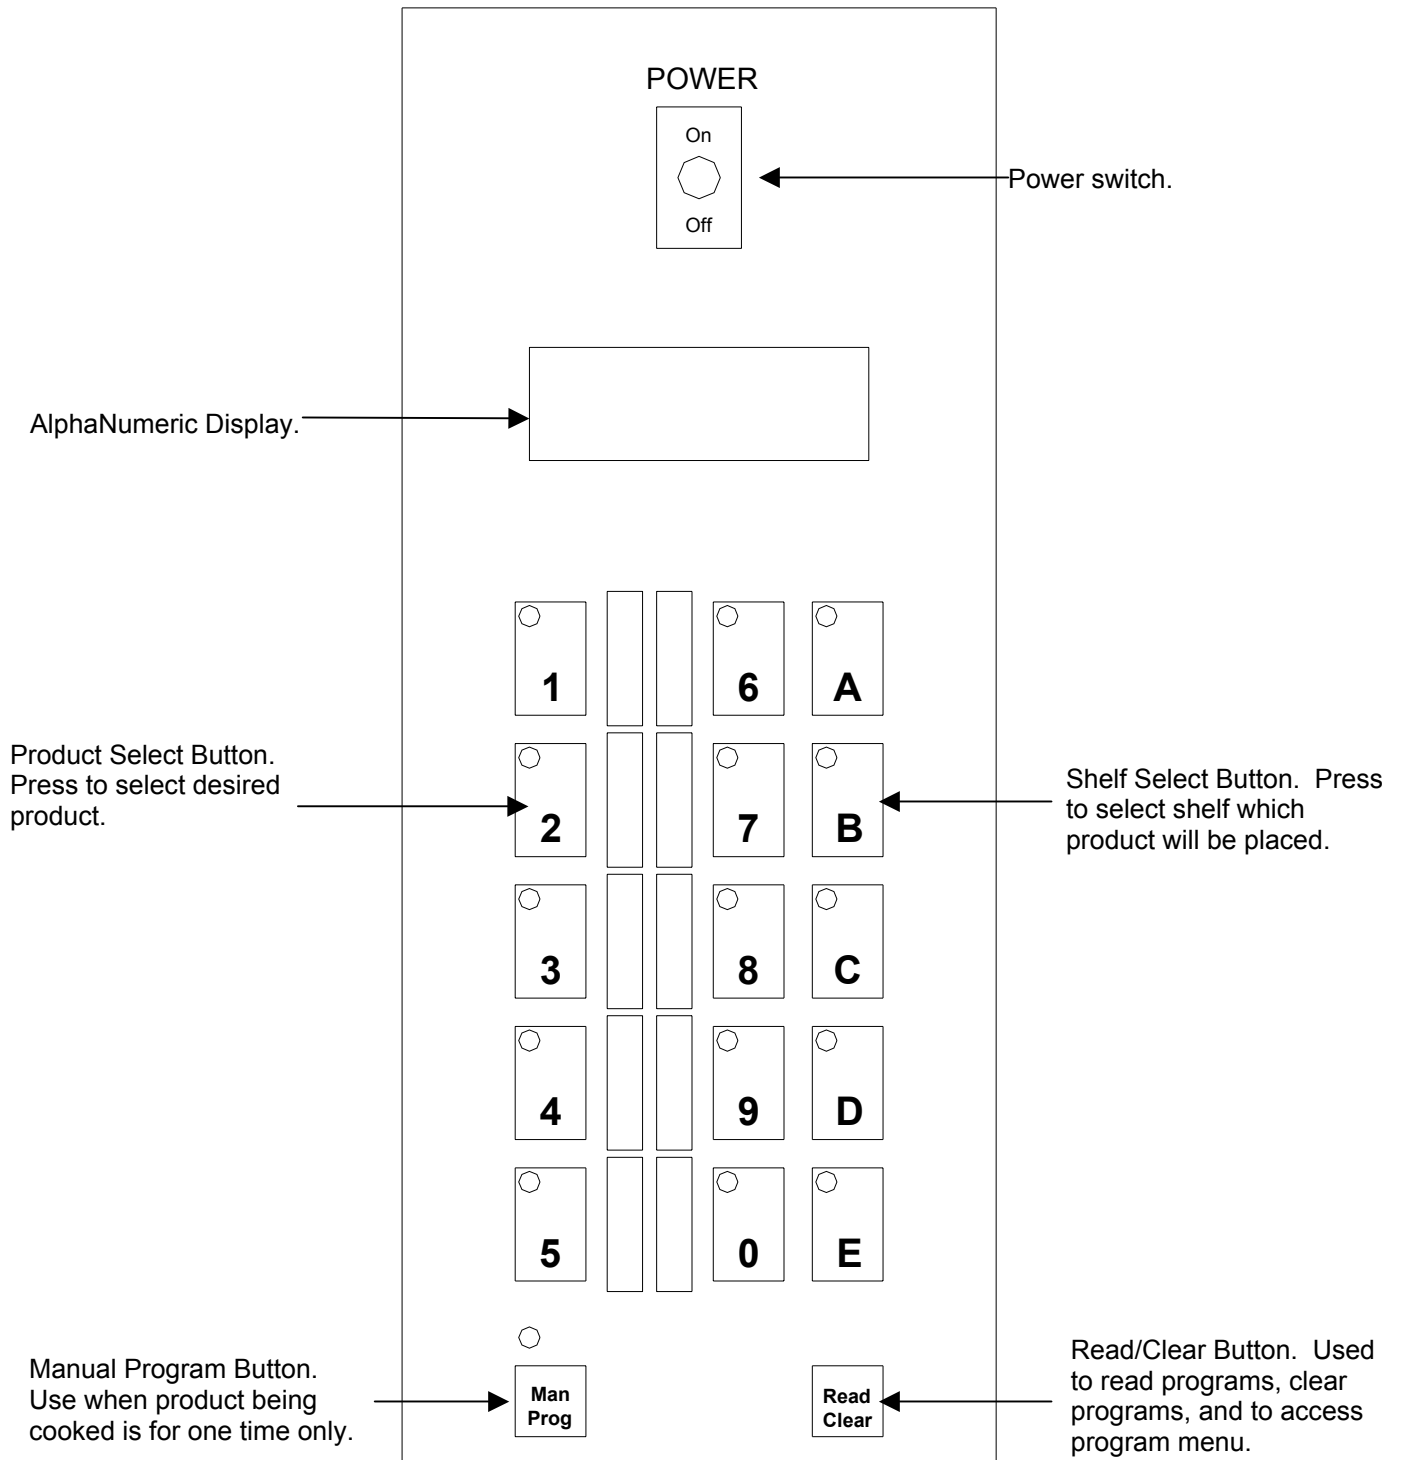 POWER
On
Off
Power switch.
AlphaNumeric Display.
1
6
A
Product Select Button.
Press to select desired
product.
2
7
B
Shelf Select Button.  Press
to select shelf which
product will be placed.
3
8
C
4
9
D
5
0
E
Manual Program Button.
Use when product being
cooked is for one time only.
Man
Prog
Read
Clear
Read/Clear Button.  Used
to read programs, clear
programs, and to access
program menu.